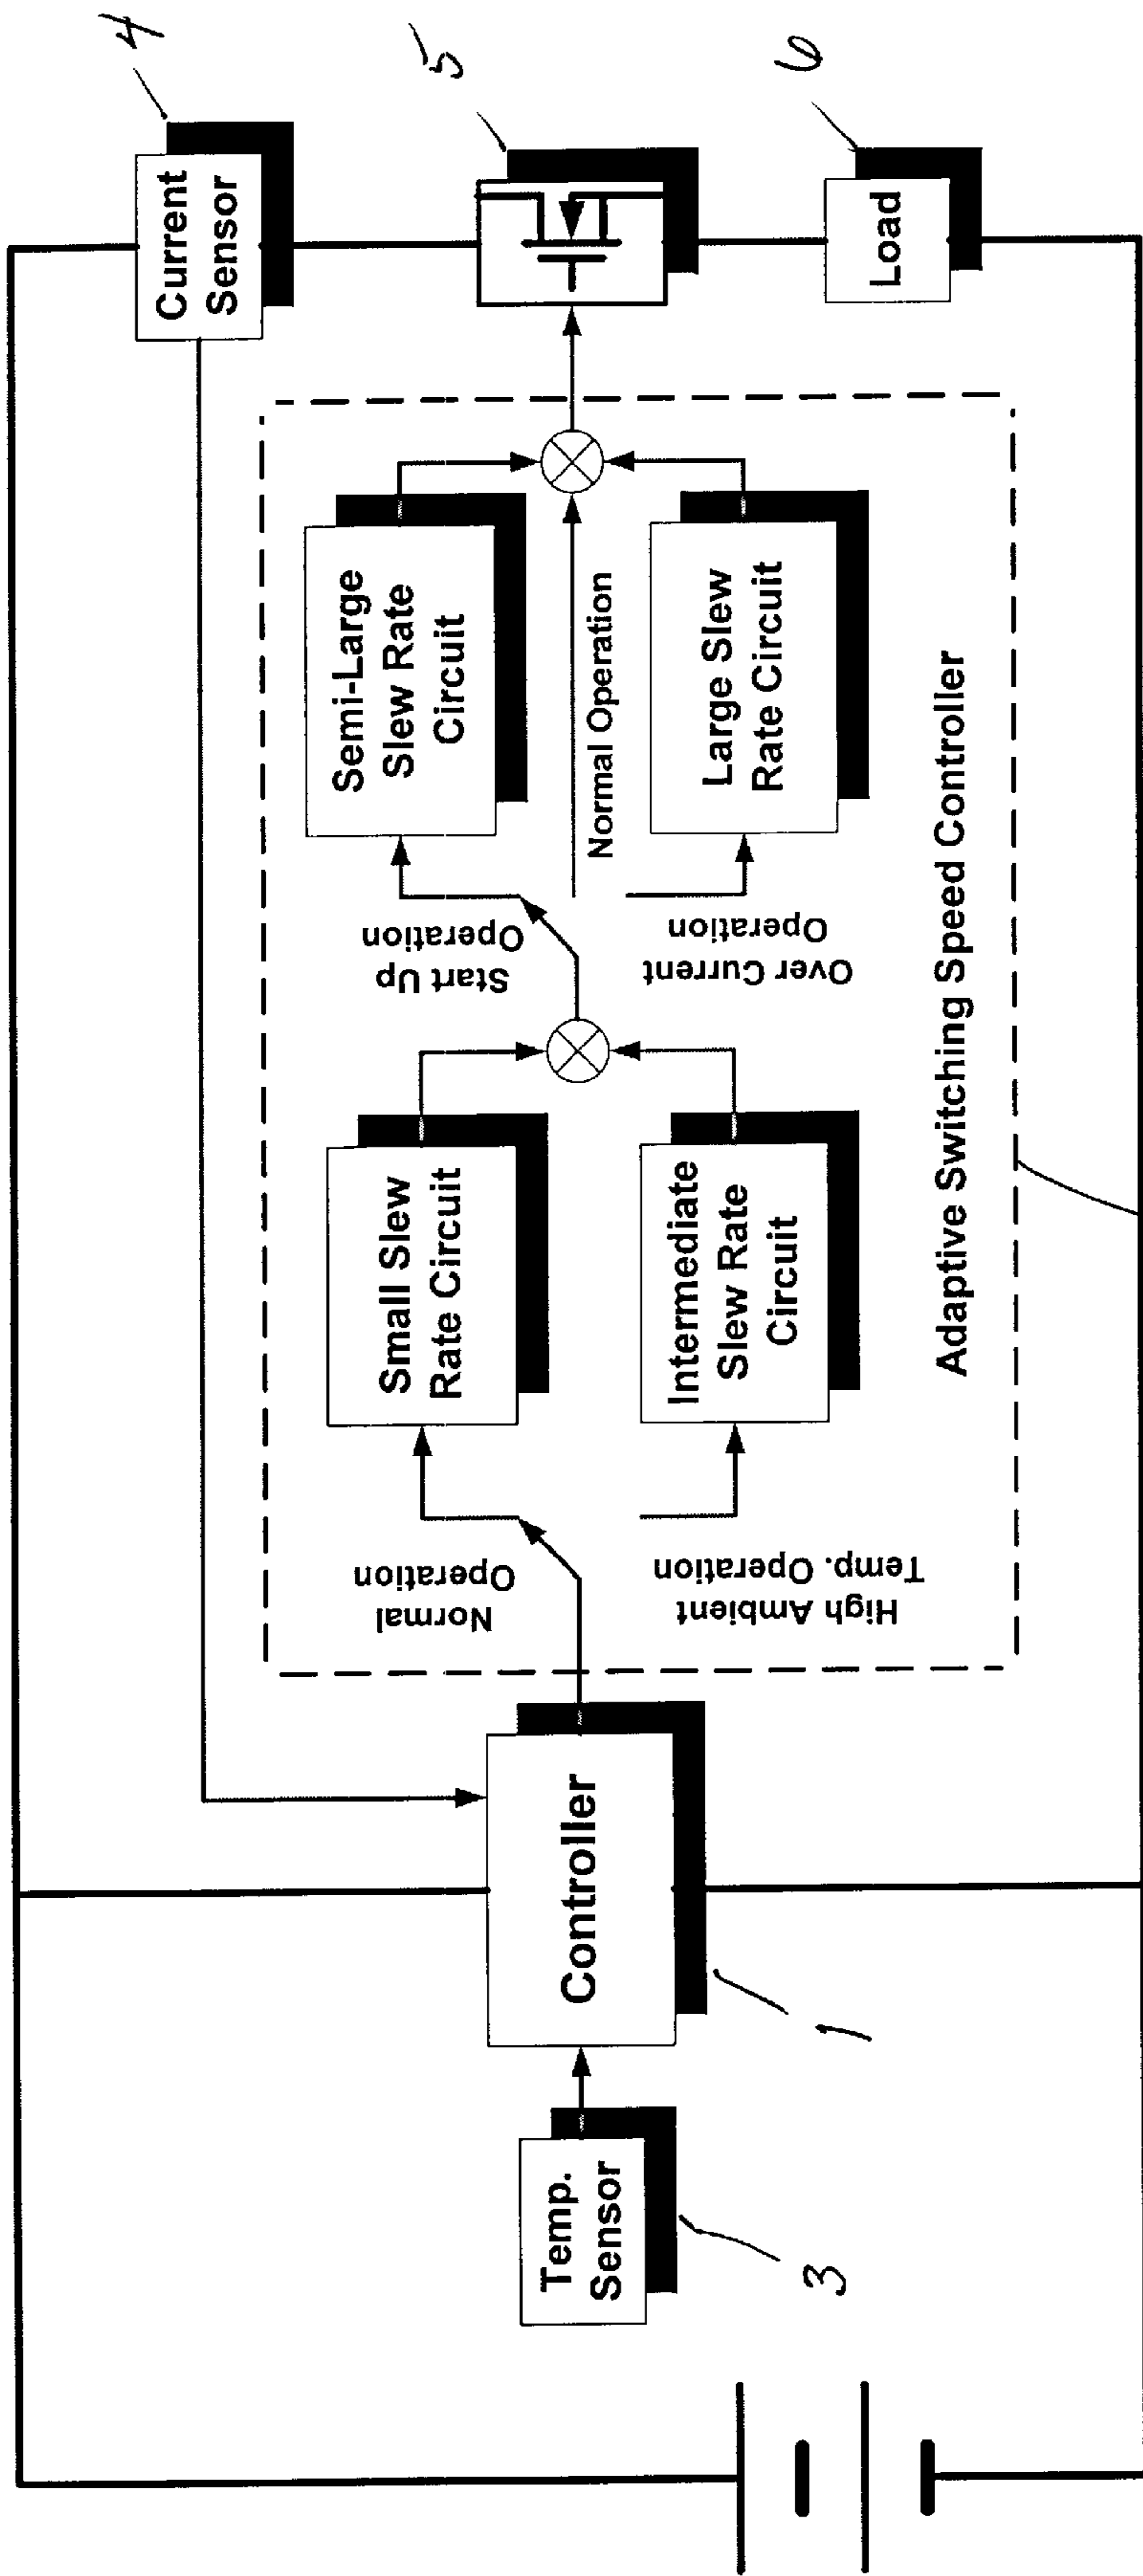 4
Current
Sensor
5
6
Load
Semi-Large
Slew Rate
Circuit
Normal Operation
Large Slew
Rate Circuit
Start Up
Operation
Over Current
Operation
Small Slew
Rate Circuit
Intermediate
Slew Rate
Circuit
Adaptive Switching Speed Controller
Normal
Operation
High Ambient
Temp. Operation
Controller
1
Temp.
Sensor
3